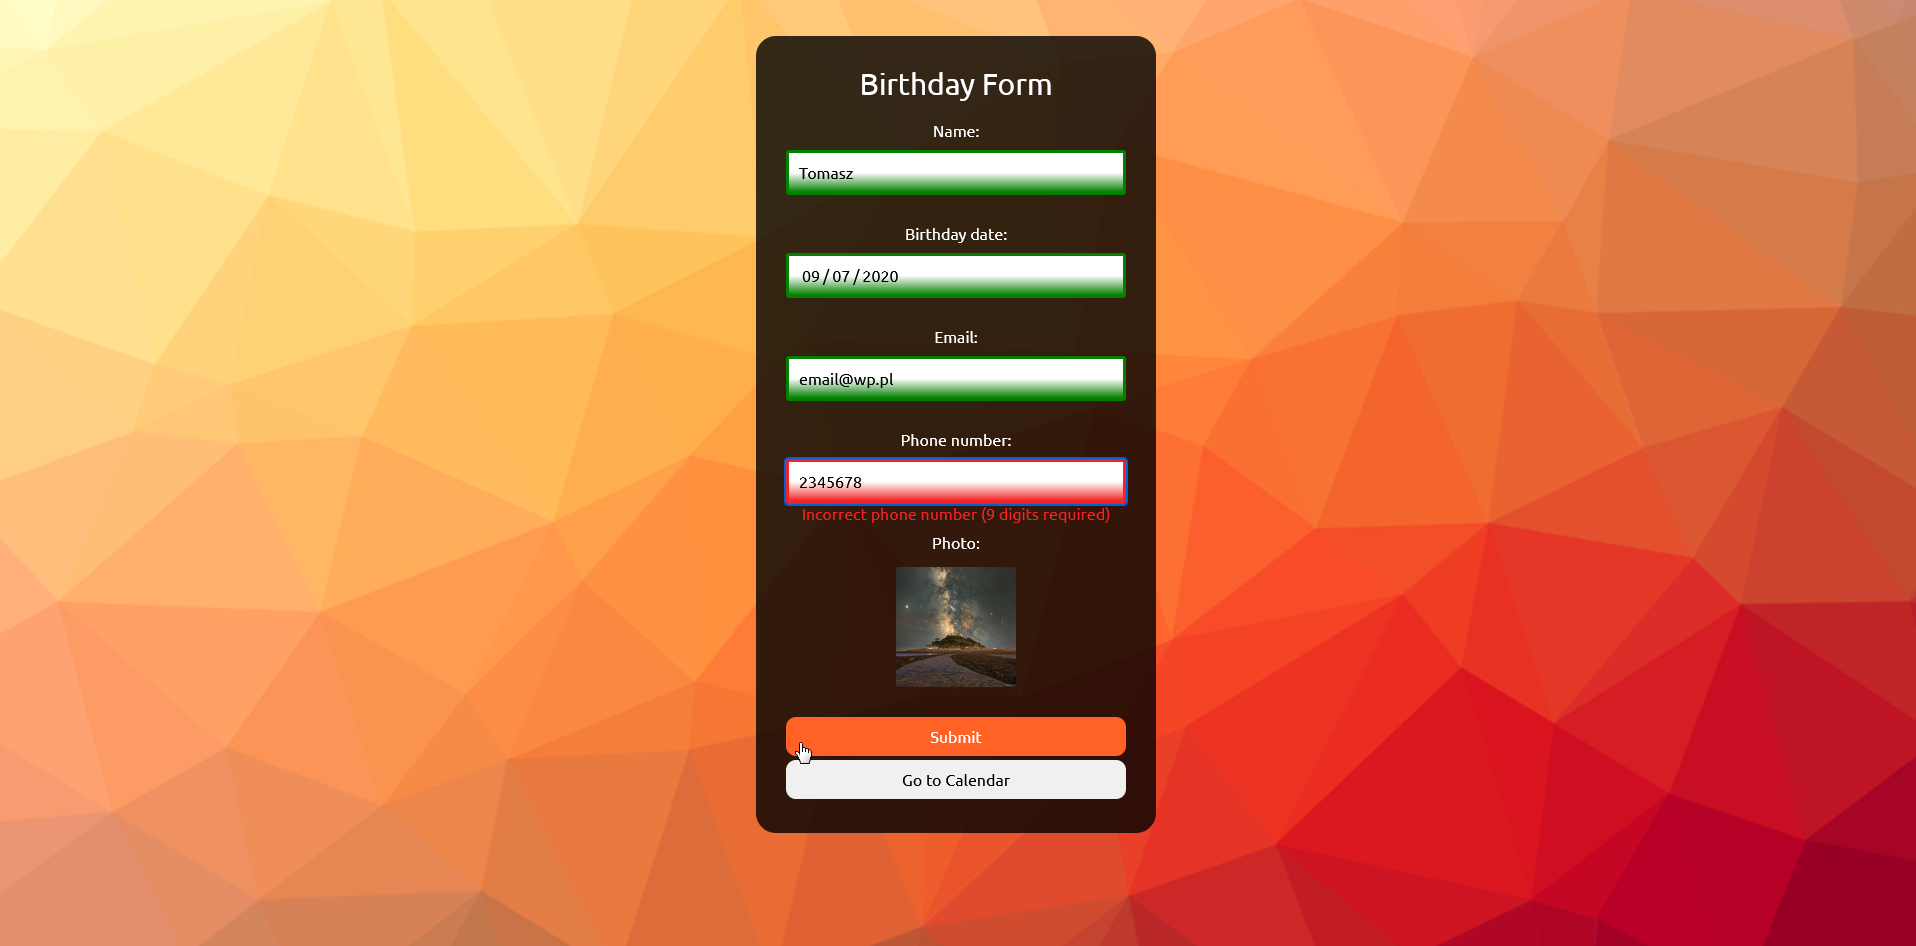 Birthday Form
Name:
Tomasz
Birthday date:
09 / 07 / 2020
Email:
email@wp.pl
Phone number:
2345678
Incorrect phone number (9 digits required)
Photo:
Submit
Go to Calendar